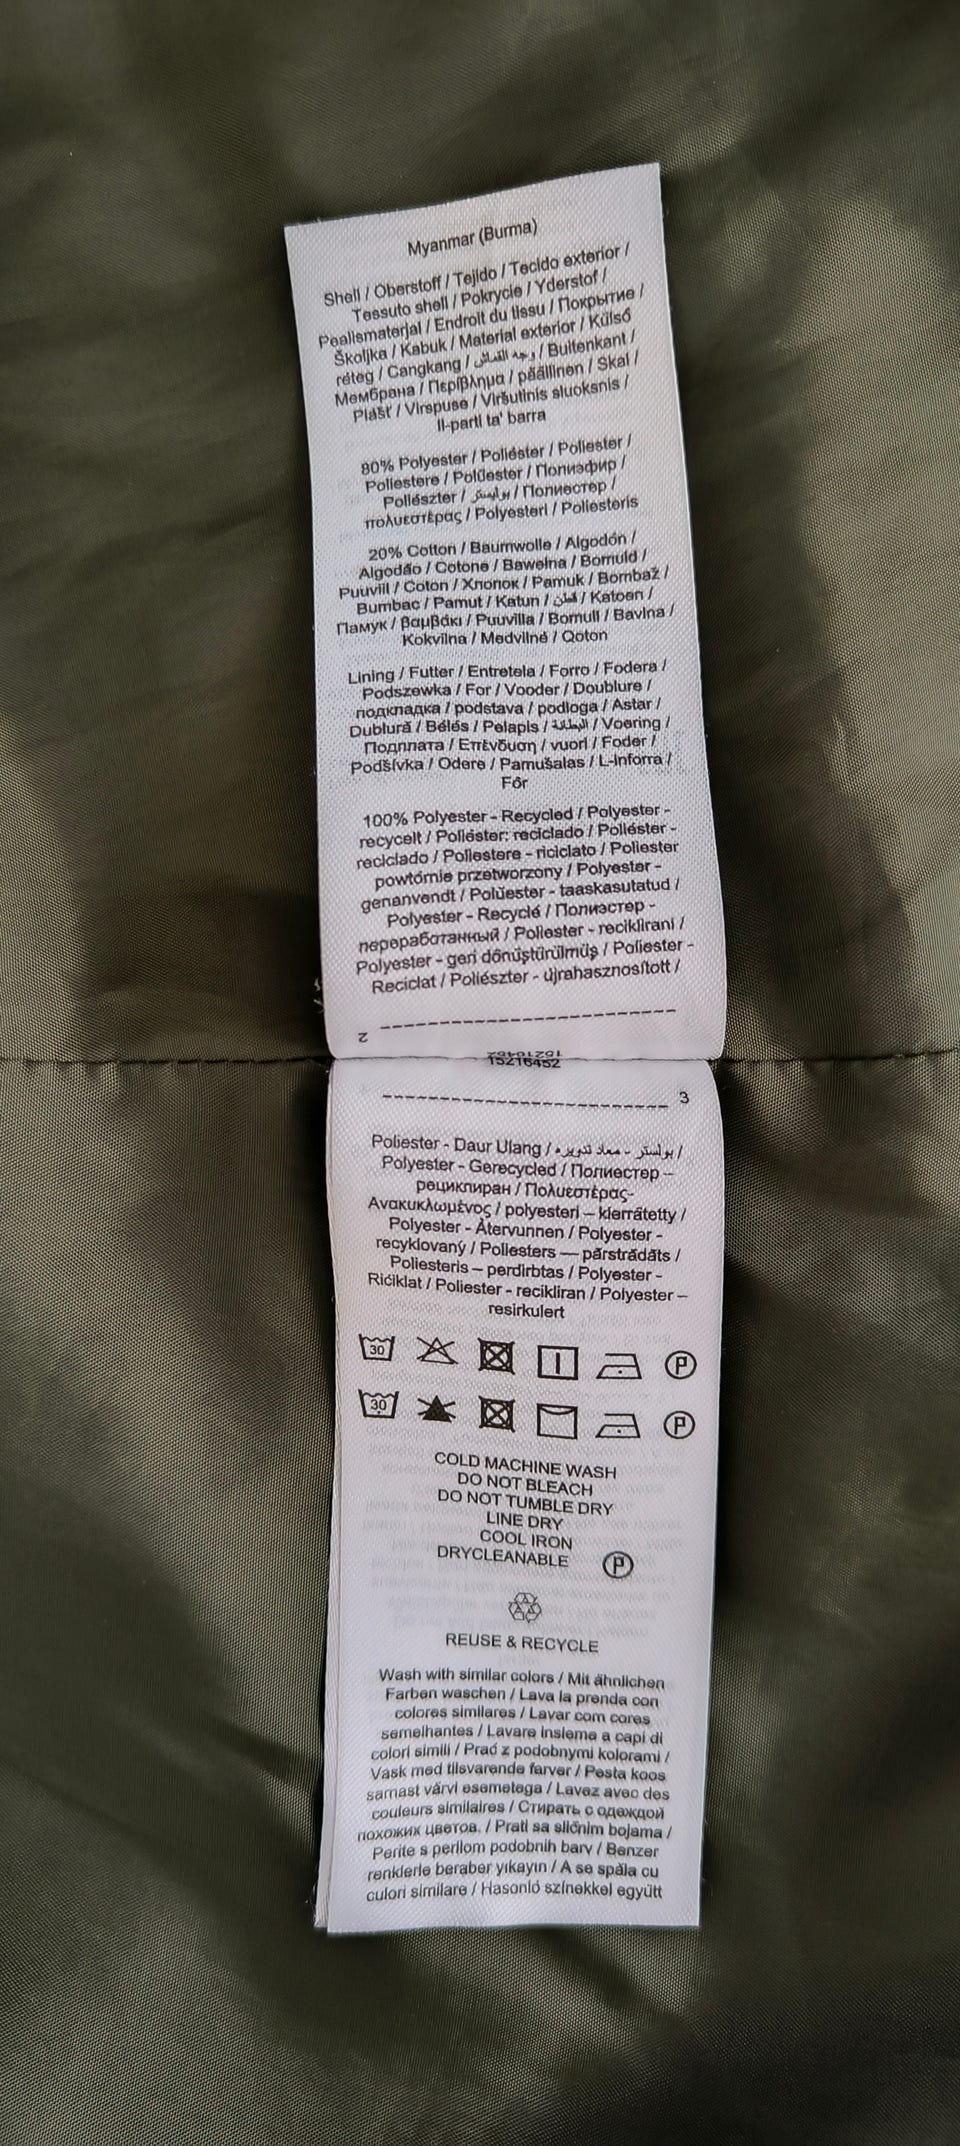 Myanmar (Burma)
Shell / Oberstoff / Tejido / Tecido exterior /
Tessuto shell / Pokrycie / Yderstof /
Pealismaterjal / Endroit du tissu / Покрытие /
Školjka / Kabuk / Material exterior / Külső
réteg / Cangkang / وجه القماش / Buitenkant /
Мембрана / Περίβλημα / päällinen / Skal /
Plášť / Virspuse / Viršutinis sluoksnis /
Il-parti ta' barra
80% Polyester / Poliéster / Poliester /
Poliestere / Polüester / Полиэфир /
Poliészter / بوليستر / Полиестер /
πολυεστέρας / Polyesteri / Poliesteris
20% Cotton / Baumwolle / Algodón /
Algodão / Cotone / Bawełna / Bomuld /
Puuvill / Coton / Хлопок / Pamuk / Bombaž /
Bumbac / Pamut / Katun / قطن / Katoen /
Памук / βαμβάκι / Puuvilla / Bomull / Bavlna /
Kokvilna / Medvilnė / Qoton
Lining / Futter / Entretela / Forro / Fodera /
Podszewka / For / Vooder / Doublure /
подкладка / podstava / podloga / Astar /
Dublură / Bélés / Pelapis / البطانة / Voering /
Подплата / Επένδυση / vuori / Foder /
Podšívka / Odere / Pamušalas / L-inforra /
Fôr
100% Polyester - Recycled / Polyester -
recycelt / Poliéster: reciclado / Poliéster -
reciclado / Poliestere - riciclato / Poliester
powtórnie przetworzony / Polyester -
genanvendt / Polüester - taaskasutatud /
Polyester - Recyclé / Полиэстер -
переработанный / Poliester - reciklirani /
Polyester - geri dönüştürülmüş / Poliester -
Reciclat / Poliészter - újrahasznosított /
2
15216452
3
Poliester - Daur Ulang / بولستر - معاد تدويره /
Polyester - Gerecycled / Полиестер –
рециклиран / Πολυεστέρας-
Ανακυκλωμένος / polyesteri – kierrätetty /
Polyester - Återvunnen / Polyester -
recyklovaný / Poliesters — pārstrādāts /
Poliesteris – perdirbtas / Polyester -
Riċiklat / Poliester - recikliran / Polyester –
resirkulert
30 P
30 P
COLD MACHINE WASH
DO NOT BLEACH
DO NOT TUMBLE DRY
LINE DRY
COOL IRON
DRYCLEANABLE P
REUSE & RECYCLE
Wash with similar colors / Mit ähnlichen
Farben waschen / Lava la prenda con
colores similares / Lavar com cores
semelhantes / Lavare insieme a capi di
colori simili / Prać z podobnymi kolorami /
Vask med tilsvarende farver / Pesta koos
samast värvi esemetega / Lavez avec des
couleurs similaires / Стирать с одеждой
похожих цветов. / Prati sa sličnim bojama /
Perite s perilom podobnih barv / Benzer
renklerle beraber yıkayın / A se spăla cu
culori similare / Hasonló színekkel együtt